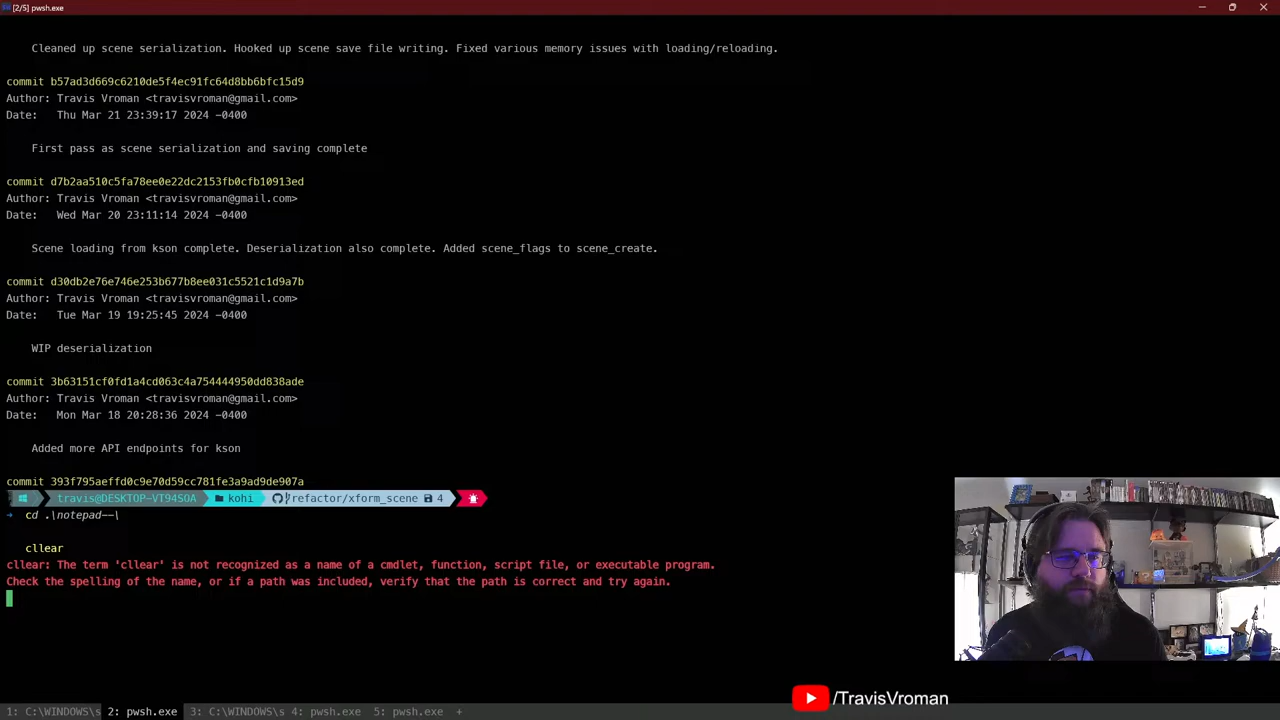 [2/5] pwsh.exe
Cleaned up scene serialization. Hooked up scene save file writing. Fixed various memory issues with loading/reloading.
commit b57ad3d669c6210de5f4ec91fc64d8bb6bfc15d9
Author: Travis Vroman <travisvroman@gmail.com>
Date:   Thu Mar 21 23:39:17 2024 -0400
First pass as scene serialization and saving complete
commit d7b2aa510c5fa78ee0e22dc2153fb0cfb10913ed
Author: Travis Vroman <travisvroman@gmail.com>
Date:   Wed Mar 20 23:11:14 2024 -0400
Scene loading from kson complete. Deserialization also complete. Added scene_flags to scene_create.
commit d30db2e76e746e253b677b8ee031c5521c1d9a7b
Author: Travis Vroman <travisvroman@gmail.com>
Date:   Tue Mar 19 19:25:45 2024 -0400
WIP deserialization
commit 3b63151cf0fd1a4cd063c4a754444950dd838ade
Author: Travis Vroman <travisvroman@gmail.com>
Date:   Mon Mar 18 20:28:36 2024 -0400
Added more API endpoints for kson
commit 393f795aeffd0c9e70d59cc781fe3a9ad9de907a
travis@DESKTOP-VT94SOA kohi /refactor/xform_scene 4
→ cd .\notepad--\
cllear
cllear: The term 'cllear' is not recognized as a name of a cmdlet, function, script file, or executable program.
Check the spelling of the name, or if a path was included, verify that the path is correct and try again.
/TravisVroman
1: C:\WINDOWS\s 2: pwsh.exe 3: C:\WINDOWS\s 4: pwsh.exe 5: pwsh.exe +